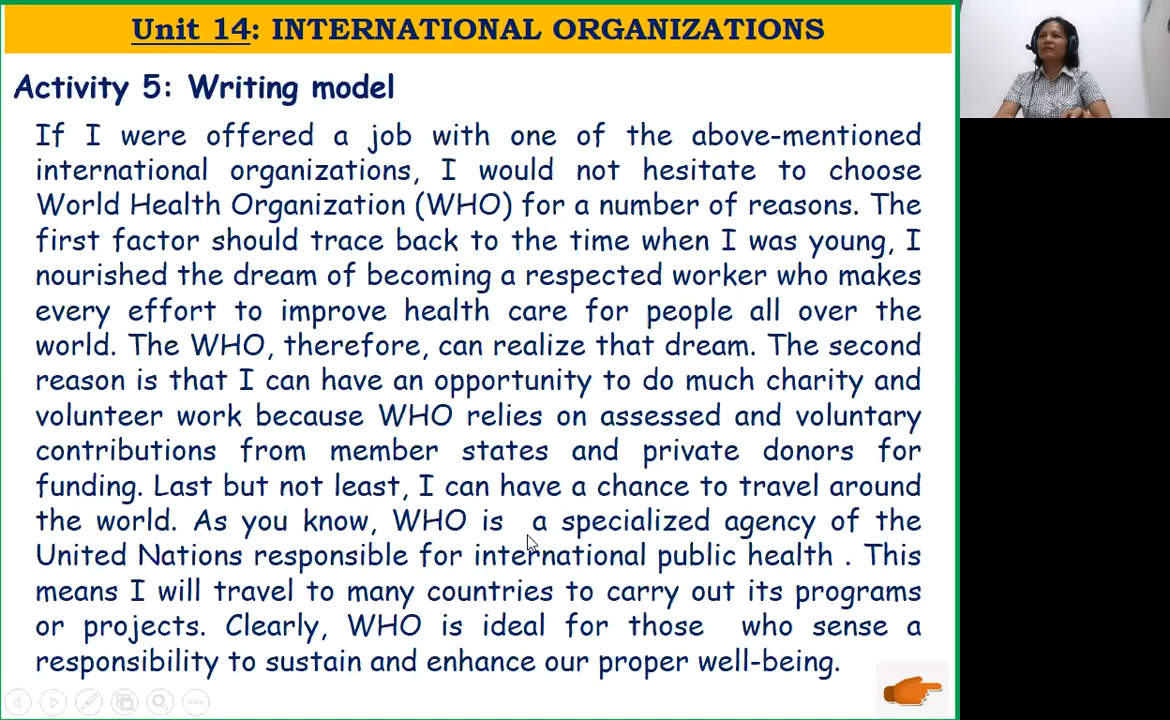 Unit 14: INTERNATIONAL ORGANIZATIONS
Activity 5: Writing model
If I were offered a job with one of the above-mentioned
international organizations, I would not hesitate to choose
World Health Organization (WHO) for a number of reasons. The
first factor should trace back to the time when I was young, I
nourished the dream of becoming a respected worker who makes
every effort to improve health care for people all over the
world. The WHO, therefore, can realize that dream. The second
reason is that I can have an opportunity to do much charity and
volunteer work because WHO relies on assessed and voluntary
contributions from member states and private donors for
funding. Last but not least, I can have a chance to travel around
the world. As you know, WHO is a specialized agency of the
United Nations responsible for international public health . This
means I will travel to many countries to carry out its programs
or projects. Clearly, WHO is ideal for those who sense a
responsibility to sustain and enhance our proper well-being.